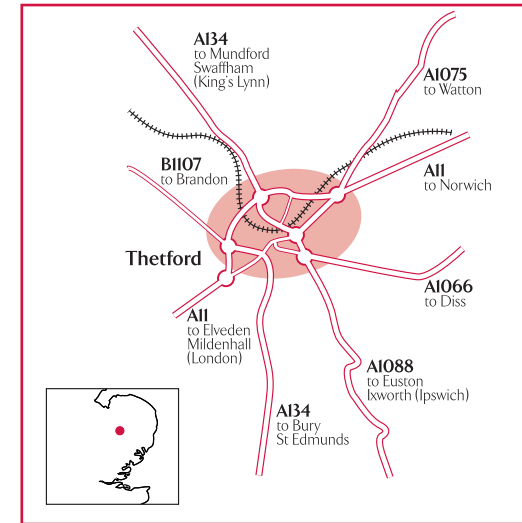 A134
to Mundford
Swaffham
(King's Lynn)
A1075
to Watton
B1107
to Brandon
A11
to Norwich
Thetford
A1066
to Diss
A11
to Elveden
Mildenhall
(London)
A1088
to Euston
Ixworth (Ipswich)
A134
to Bury
St Edmunds